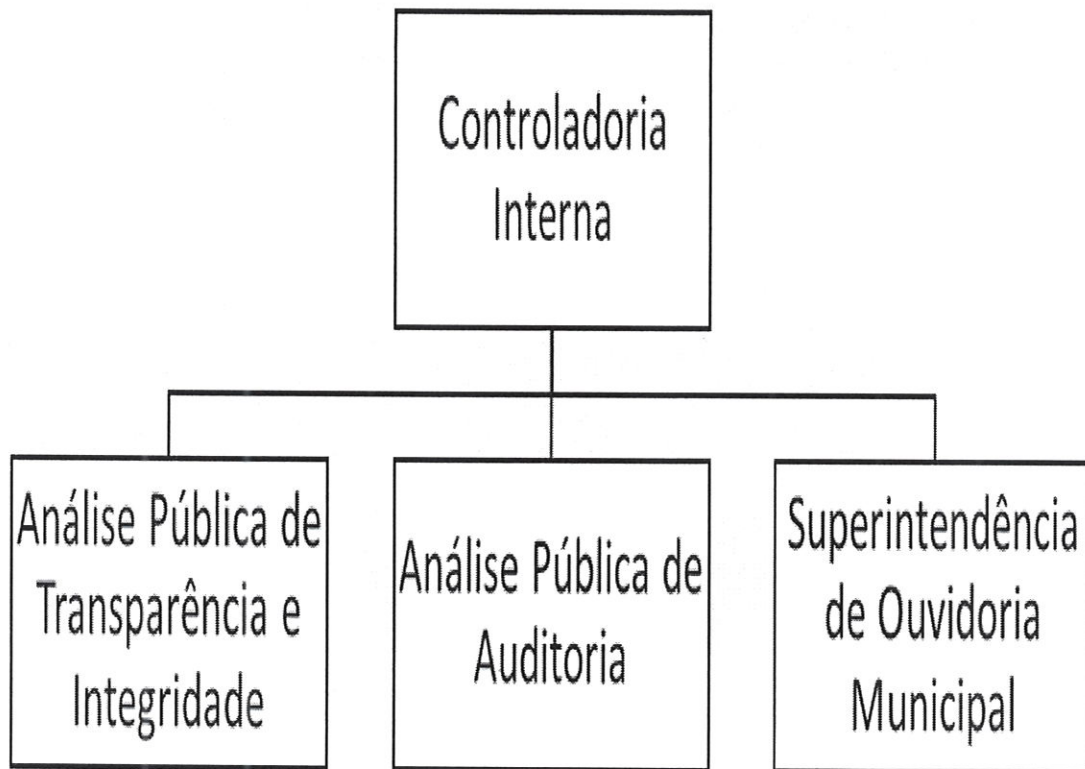 Controladoria
Interna
Análise Pública de
Transparência e
Integridade
Análise Pública de
Auditoria
Superintendência
de Ouvidoria
Municipal